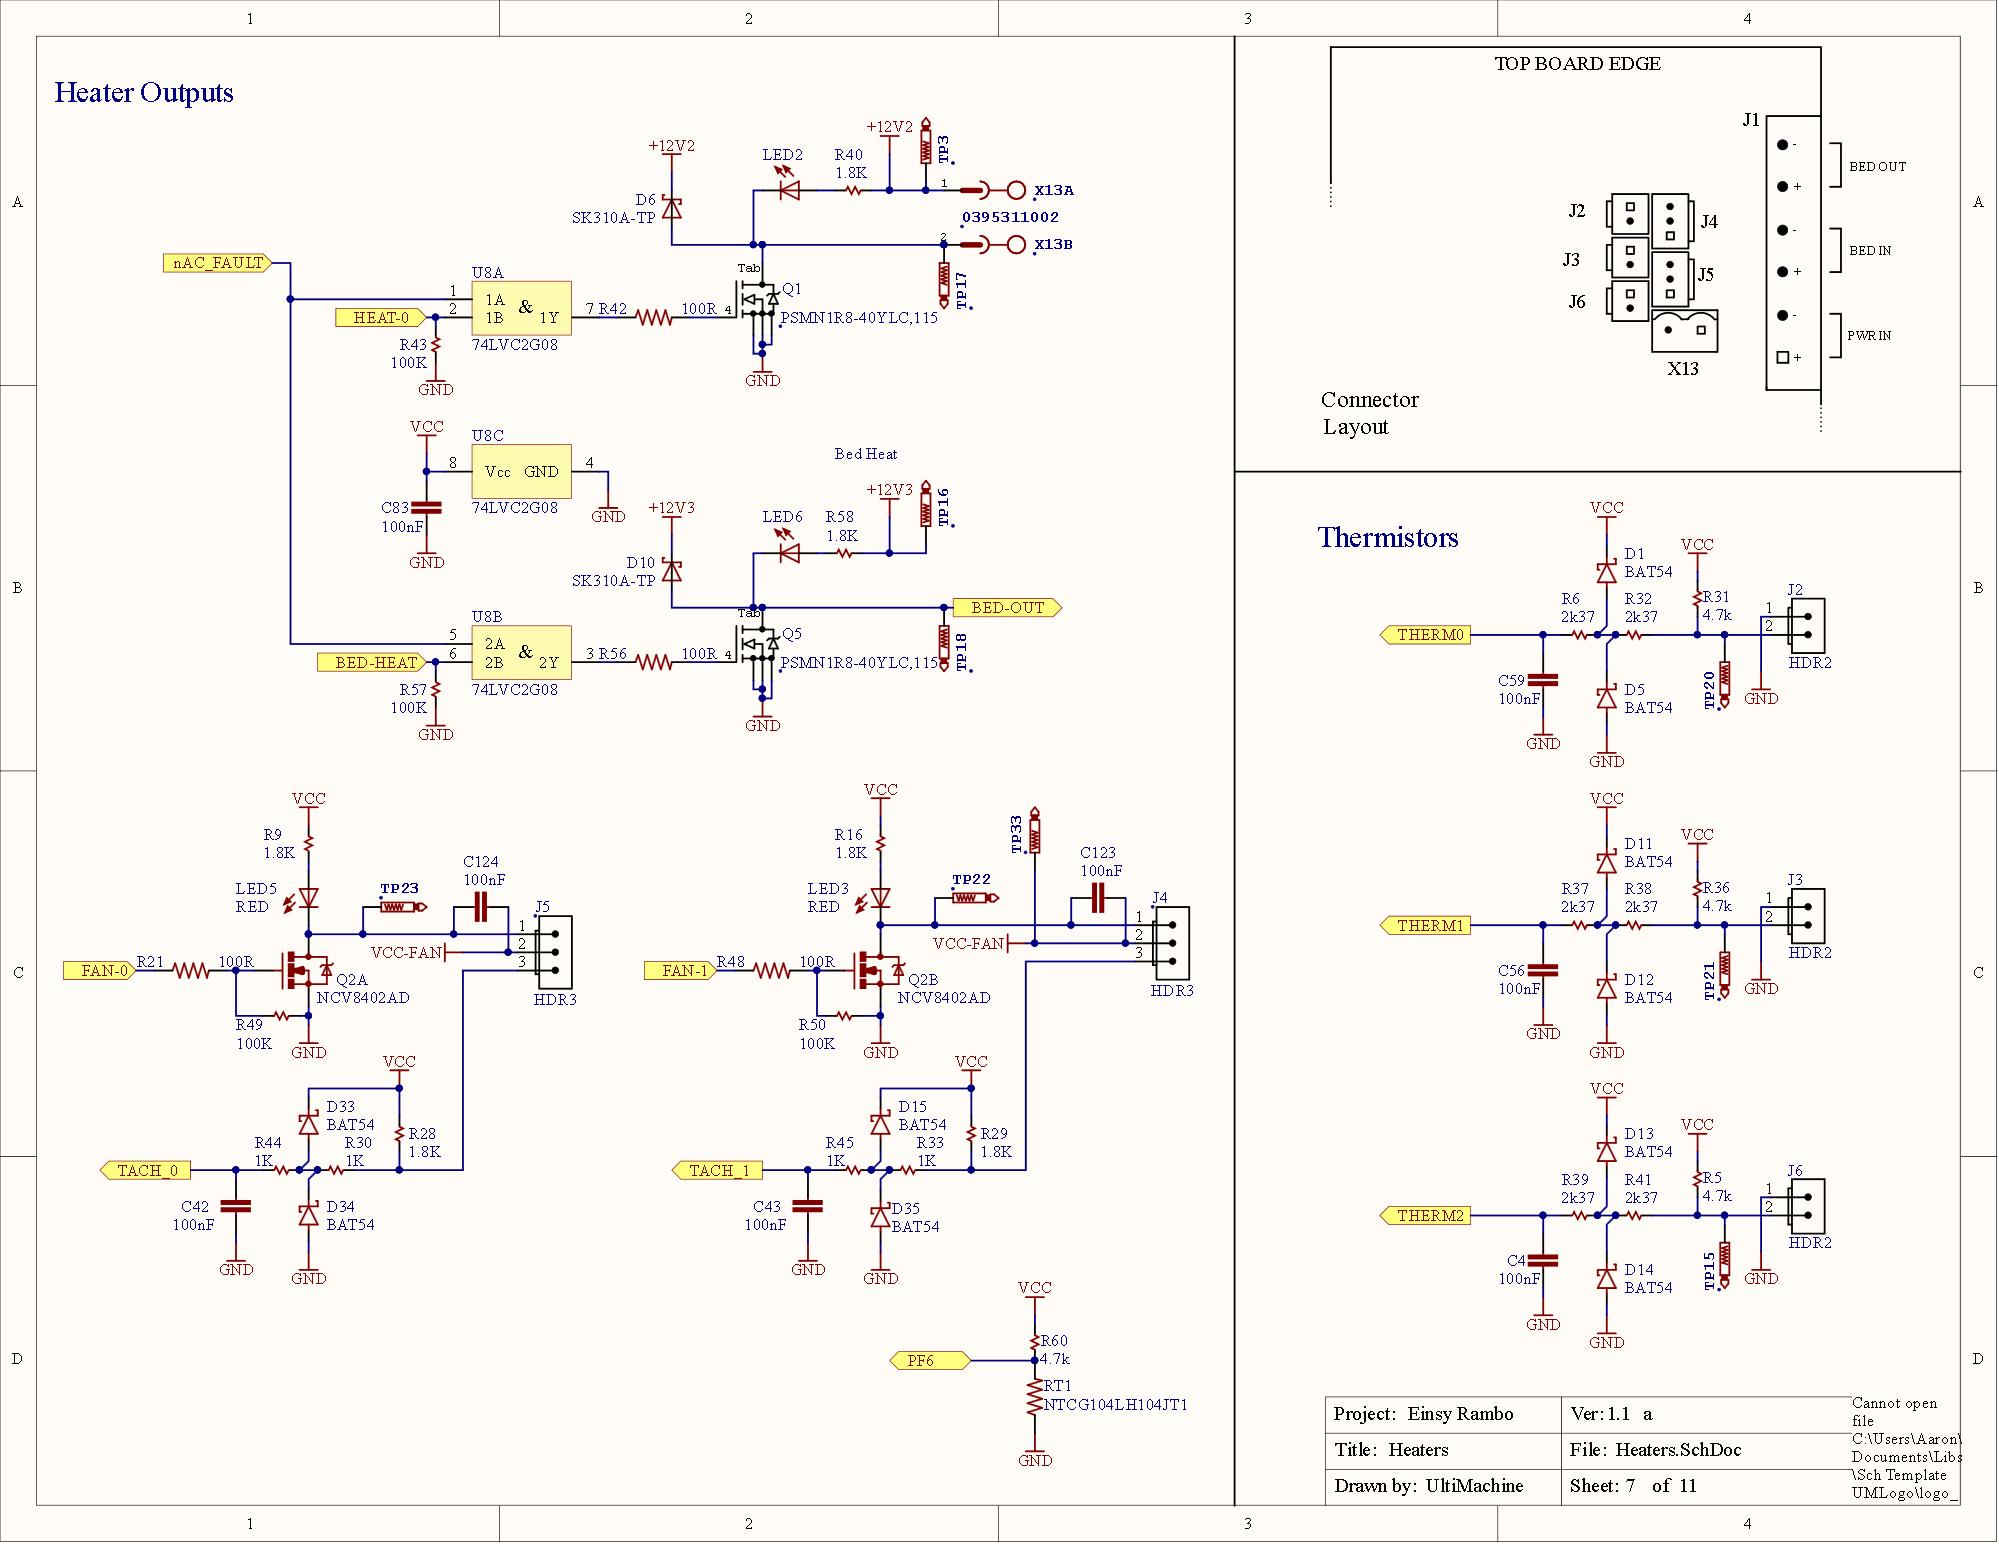 1
2
3
4
A
B
C
D
A
B
C
D
1
2
3
4
Heater Outputs
+12V2
D6
SK310A-TP
LED2
R40
1.8K
+12V2
TP3
1
X13A
0395311002
2
X13B
TP17
nAC_FAULT
HEAT-0
R43
100K
GND
U8A
1
2
1A
1B
&
1Y
74LVC2G08
7
R42
100R
4
Tab
Q1
PSMN1R8-40YLC,115
GND
VCC
C83
100nF
GND
U8C
8
Vcc
GND
4
74LVC2G08
GND
Bed Heat
+12V3
D10
SK310A-TP
LED6
R58
1.8K
+12V3
TP16
BED-OUT
TP18
BED-HEAT
R57
100K
GND
U8B
5
6
2A
2B
&
2Y
74LVC2G08
3
R56
100R
4
Tab
Q5
PSMN1R8-40YLC,115
GND
VCC
R9
1.8K
LED5
RED
TP23
C124
100nF
J5
1
2
3
HDR3
VCC-FAN
FAN-0
R21
100R
Q2A
NCV8402AD
R49
100K
GND
VCC
D33
BAT54
R44
1K
R30
1K
R28
1.8K
TACH_0
C42
100nF
GND
D34
BAT54
GND
VCC
R16
1.8K
LED3
RED
TP22
TP33
C123
100nF
J4
1
2
3
HDR3
VCC-FAN
FAN-1
R48
100R
Q2B
NCV8402AD
R50
100K
GND
VCC
D15
BAT54
R45
1K
R33
1K
R29
1.8K
TACH_1
C43
100nF
GND
D35
BAT54
GND
VCC
R60
4.7k
PF6
RT1
NTCG104LH104JT1
GND
TOP BOARD EDGE
J1
-
+
BED OUT
-
+
BED IN
-
+
PWR IN
J2
J4
J3
J5
J6
X13
Connector
Layout
Thermistors
VCC
D1
BAT54
VCC
R6
2k37
R32
2k37
R31
4.7k
THERM0
C59
100nF
GND
D5
BAT54
GND
TP20
J2
1
2
HDR2
GND
VCC
D11
BAT54
VCC
R37
2k37
R38
2k37
R36
4.7k
THERM1
C56
100nF
GND
D12
BAT54
GND
TP21
J3
1
2
HDR2
GND
VCC
D13
BAT54
VCC
R39
2k37
R41
2k37
R5
4.7k
THERM2
C4
100nF
GND
D14
BAT54
GND
TP15
J6
1
2
HDR2
GND
Project: Einsy Rambo
Ver: 1.1 a
Title: Heaters
File: Heaters.SchDoc
Drawn by: UltiMachine
Sheet: 7 of 11
Cannot open
file
C:\Users\Aaron\
Documents\Libs
\Sch Template
UMLogo\logo_